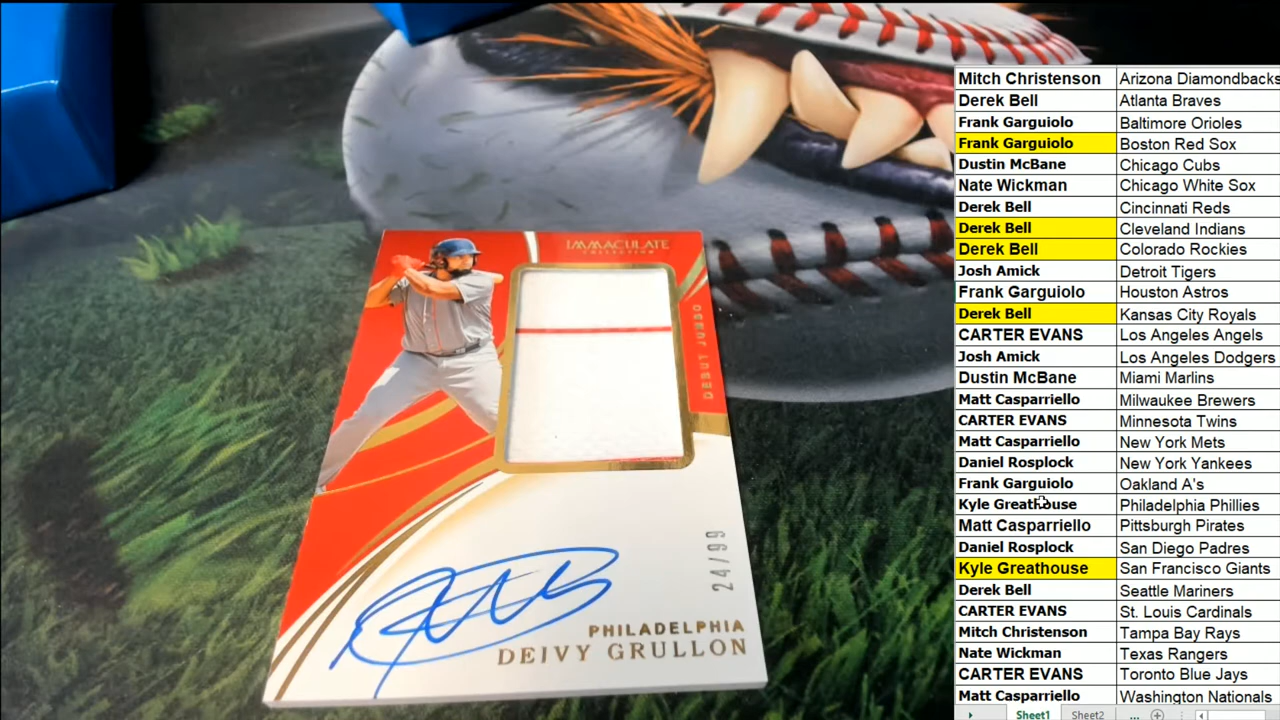 IMMACULATE
COLLECTION
DEBUT JUMBO
24/99
PHILADELPHIA
DEIVY GRULLON
Mitch Christenson Arizona Diamondbacks
Derek Bell Atlanta Braves
Frank Garguiolo Baltimore Orioles
Frank Garguiolo Boston Red Sox
Dustin McBane Chicago Cubs
Nate Wickman Chicago White Sox
Derek Bell Cincinnati Reds
Derek Bell Cleveland Indians
Derek Bell Colorado Rockies
Josh Amick Detroit Tigers
Frank Garguiolo Houston Astros
Derek Bell Kansas City Royals
CARTER EVANS Los Angeles Angels
Josh Amick Los Angeles Dodgers
Dustin McBane Miami Marlins
Matt Casparriello Milwaukee Brewers
CARTER EVANS Minnesota Twins
Matt Casparriello New York Mets
Daniel Rosplock New York Yankees
Frank Garguiolo Oakland A's
Kyle Greathouse Philadelphia Phillies
Matt Casparriello Pittsburgh Pirates
Daniel Rosplock San Diego Padres
Kyle Greathouse San Francisco Giants
Derek Bell Seattle Mariners
CARTER EVANS St. Louis Cardinals
Mitch Christenson Tampa Bay Rays
Nate Wickman Texas Rangers
CARTER EVANS Toronto Blue Jays
Matt Casparriello Washington Nationals
Sheet1 Sheet2 ...